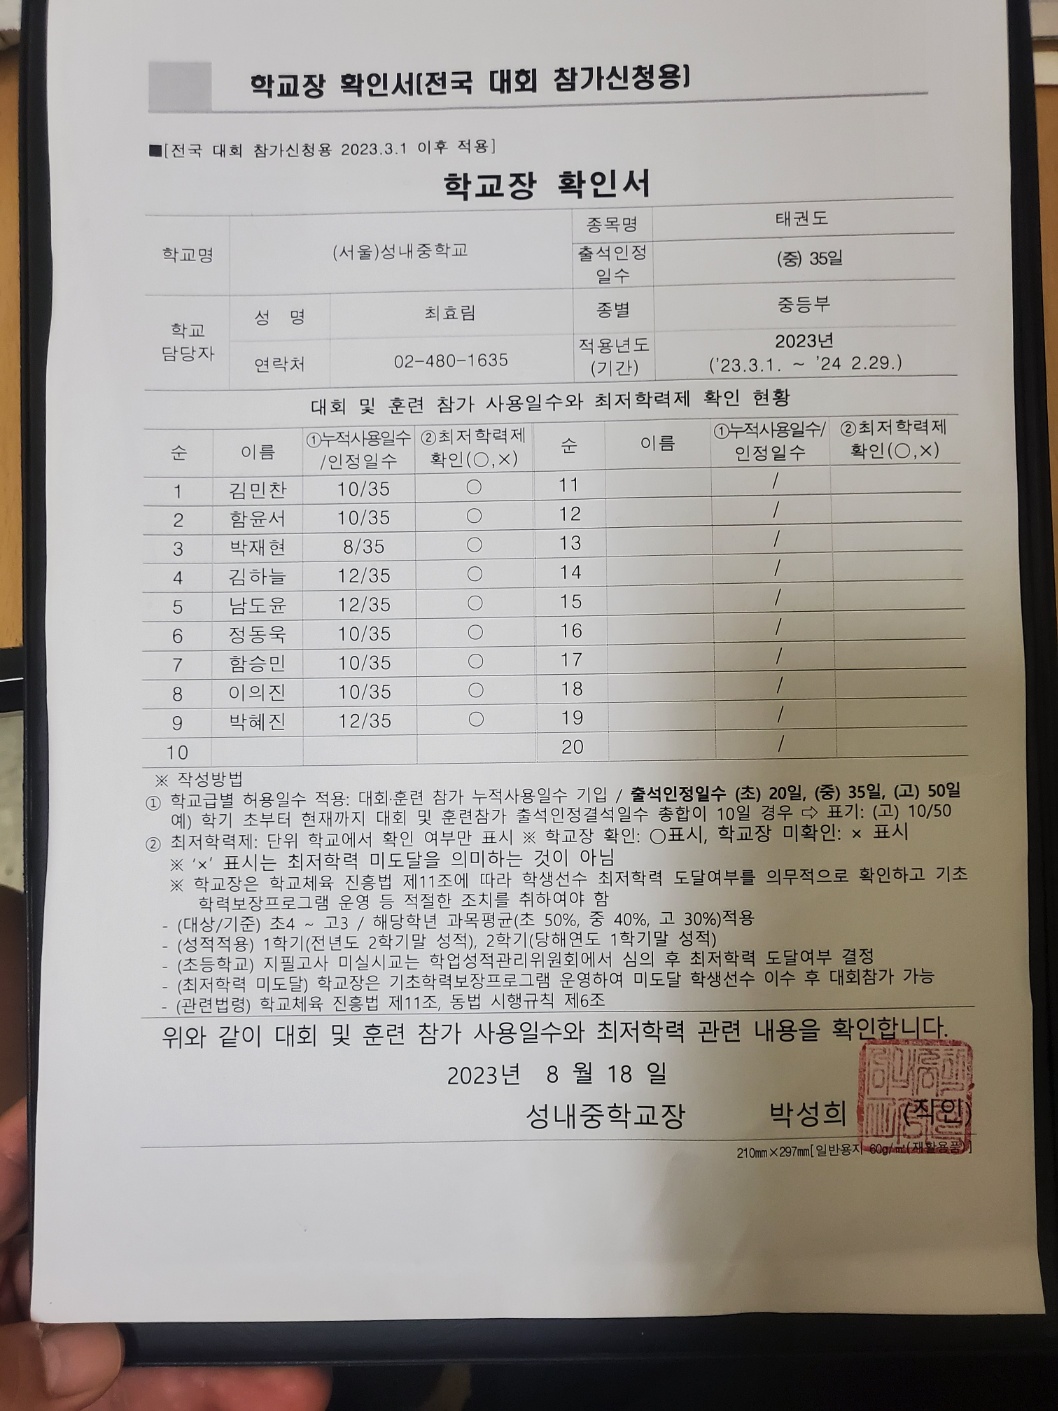 학교장 확인서(전국 대회 참가신청용)
■[전국 대회 참가신청용 2023.3.1 이후 적용]
학교장 확인서
학교명 (서울)성내중학교 종목명 태권도
출석인정 일수 (중) 35일
학교 담당자 성 명 최효림 종별 중등부
연락처 02-480-1635 적용년도 (기간) 2023년 ('23.3.1. ~ '24 2.29.)
대회 및 훈련 참가 사용일수와 최저학력제 확인 현황
순 이름 ①누적사용일수/인정일수 ②최저학력제 확인(○,×) 순 이름 ①누적사용일수/인정일수 ②최저학력제 확인(○,×)
1 김민찬 10/35 ○ 11 /
2 함윤서 10/35 ○ 12 /
3 박재현 8/35 ○ 13 /
4 김하늘 12/35 ○ 14 /
5 남도윤 12/35 ○ 15 /
6 정동욱 10/35 ○ 16 /
7 함승민 10/35 ○ 17 /
8 이의진 10/35 ○ 18 /
9 박혜진 12/35 ○ 19 /
10 20 /
※ 작성방법
① 학교급별 허용일수 적용: 대회·훈련 참가 누적사용일수 기입 / 출석인정일수 (초) 20일, (중) 35일, (고) 50일
예) 학기 초부터 현재까지 대회 및 훈련참가 출석인정결석일수 총합이 10일 경우 ⇨ 표기: (고) 10/50
② 최저학력제: 단위 학교에서 확인 여부만 표시 ※ 학교장 확인: ○표시, 학교장 미확인: × 표시
※ '×' 표시는 최저학력 미도달을 의미하는 것이 아님
※ 학교장은 학교체육 진흥법 제11조에 따라 학생선수 최저학력 도달여부를 의무적으로 확인하고 기초
학력보장프로그램 운영 등 적절한 조치를 취하여야 함
- (대상/기준) 초4 ~ 고3 / 해당학년 과목평균(초 50%, 중 40%, 고 30%)적용
- (성적적용) 1학기(전년도 2학기말 성적), 2학기(당해연도 1학기말 성적)
- (초등학교) 지필고사 미실시교는 학업성적관리위원회에서 심의 후 최저학력 도달여부 결정
- (최저학력 미도달) 학교장은 기초학력보장프로그램 운영하여 미도달 학생선수 이수 후 대회참가 가능
- (관련법령) 학교체육 진흥법 제11조, 동법 시행규칙 제6조
위와 같이 대회 및 훈련 참가 사용일수와 최저학력 관련 내용을 확인합니다.
2023년 8 월 18 일
성내중학교장 박성희 (직인)
210㎜×297㎜[일반용지 60g/㎡(재활용품)]